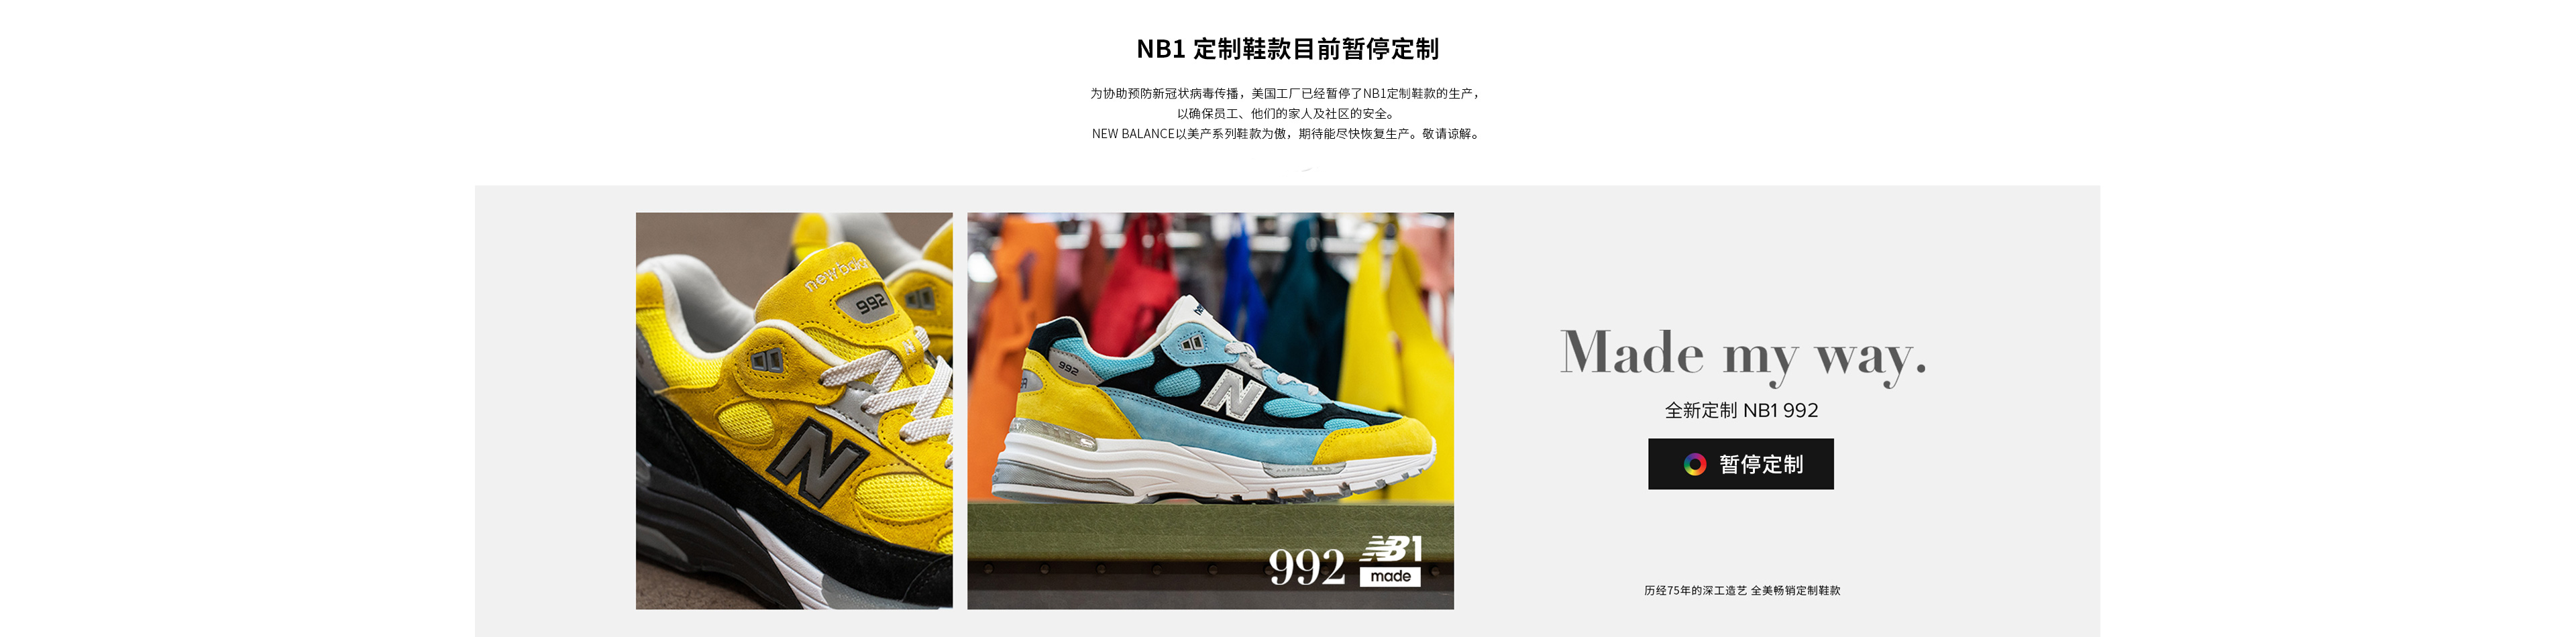 NB1 定制鞋款目前暂停定制
为协助预防新冠状病毒传播，美国工厂已经暂停了NB1定制鞋款的生产，
以确保员工、他们的家人及社区的安全。
NEW BALANCE以美产系列鞋款为傲，期待能尽快恢复生产。敬请谅解。
new balan
992
N
992
N
992 NB1
made
Made my way.
全新定制 NB1 992
暂停定制
历经75年的深工造艺 全美畅销定制鞋款